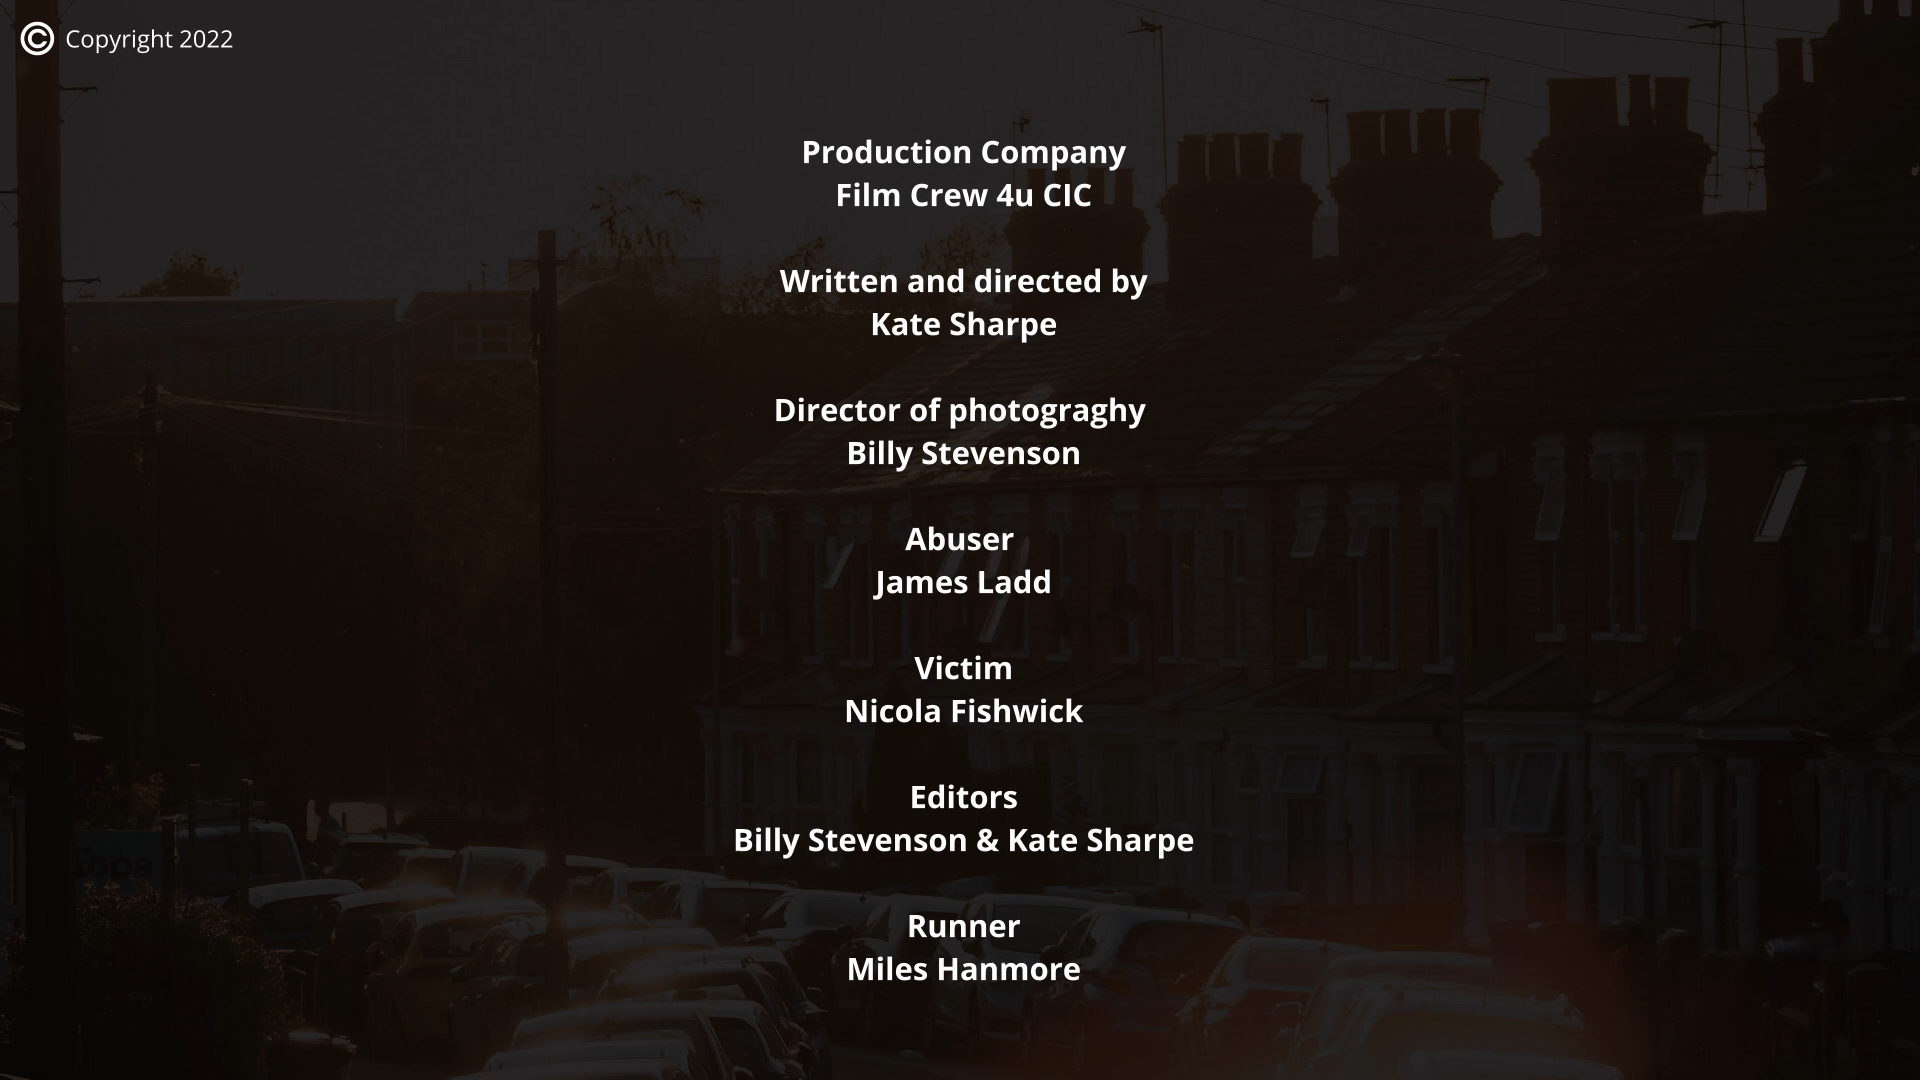 © Copyright 2022
Production Company
Film Crew 4u CIC
Written and directed by
Kate Sharpe
Director of photograghy
Billy Stevenson
Abuser
James Ladd
Victim
Nicola Fishwick
Editors
Billy Stevenson & Kate Sharpe
Runner
Miles Hanmore